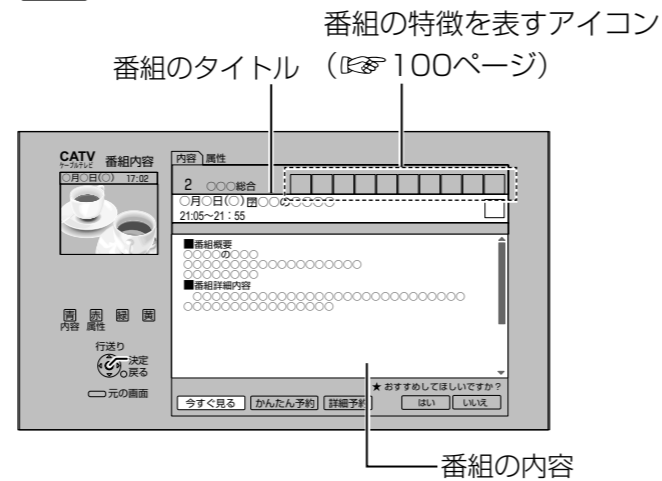 番組の特徴を表すアイコン
番組のタイトル (☞100ページ)
CATV 番組内容
ケーブルテレビ
○月○日(○) 17:02
内容 属性
2 ○○○総合
○月○日(○) 字○○の○○○○
21:05～21:55
■番組概要
○○○○の○○○
○○○○○○○○○○○○○○○○○○○
○○○○○○○○
■番組詳細内容
○○○○○○○○○○○○○○○○○○○○○○○○○○○○○
○○○○○○○○○○○○○○○○
青 赤 緑 黄
内容 属性
行送り
決定
戻る
元の画面
★おすすめしてほしいですか?
今すぐ見る かんたん予約 詳細予約 はい いいえ
番組の内容